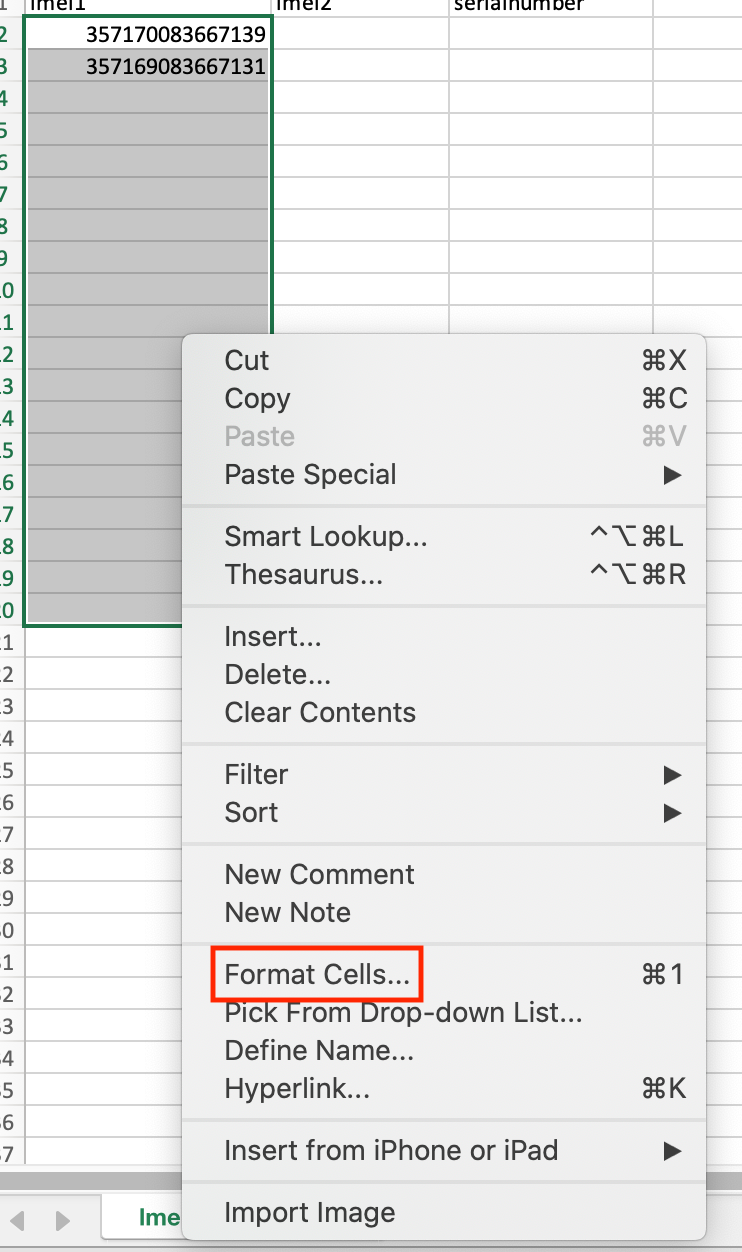 1 imei1 imei2 serialnumber
2 357170083667139
3 357169083667131
4
5
6
7
8
9
10
11
12
13
14
15
16
17
18
19
20
21
22
23
24
25
26
27
28
29
30
31
32
33
34
35
36
37
Cut ⌘X
Copy ⌘C
Paste ⌘V
Paste Special ▶
Smart Lookup... ^⌥⌘L
Thesaurus... ^⌥⌘R
Insert...
Delete...
Clear Contents
Filter ▶
Sort ▶
New Comment
New Note
Format Cells... ⌘1
Pick From Drop-down List...
Define Name...
Hyperlink... ⌘K
Insert from iPhone or iPad ▶
Import Image
Ime